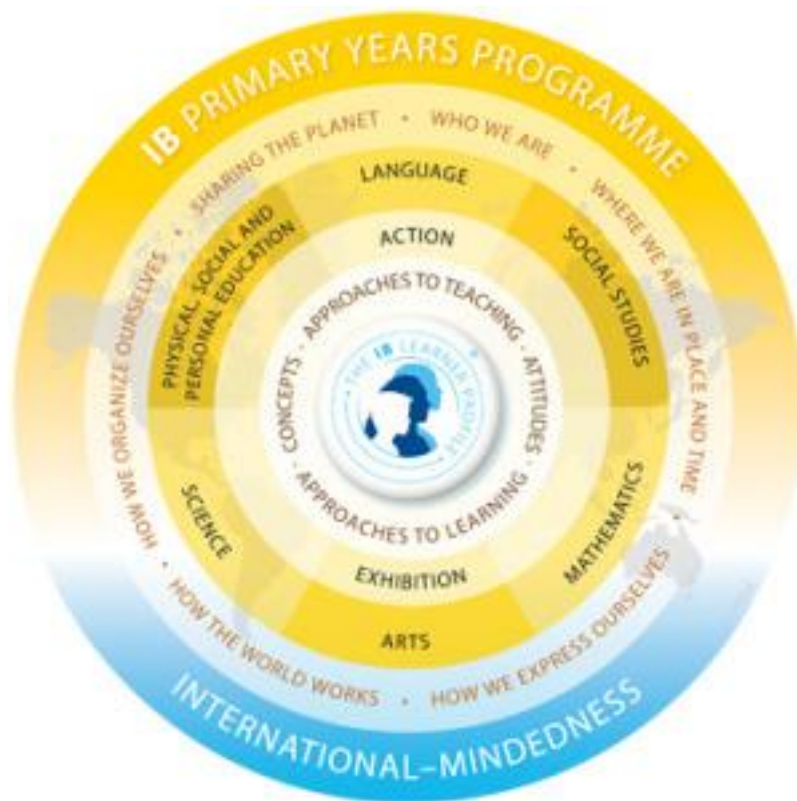 IB PRIMARY YEARS PROGRAMME
SHARING THE PLANET • WHO WE ARE • WHERE WE ARE IN PLACE AND TIME • HOW WE EXPRESS OURSELVES • HOW THE WORLD WORKS • HOW WE ORGANIZE OURSELVES •
LANGUAGE
SOCIAL STUDIES
MATHEMATICS
ARTS
SCIENCE
PHYSICAL, SOCIAL AND
PERSONAL EDUCATION
ACTION
EXHIBITION
APPROACHES TO TEACHING · ATTITUDES · APPROACHES TO LEARNING · CONCEPTS ·
• THE IB LEARNER PROFILE •
®
INTERNATIONAL–MINDEDNESS